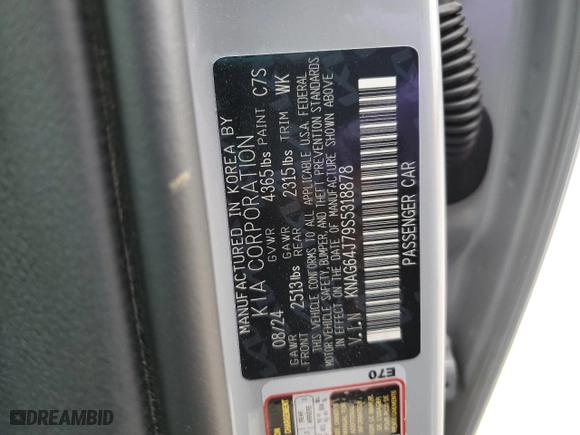 MANUFACTURED IN KOREA BY
KIA CORPORATION
08/24 GVWR 4365lbs PAINT C7S
GAWR FRONT 2513lbs GAWR REAR 2315lbs TRIM WK
THIS VEHICLE CONFORMS TO ALL APPLICABLE U.S.A. FEDERAL
MOTOR VEHICLE SAFETY, BUMPER, AND THEFT PREVENTION STANDARDS
IN EFFECT ON THE DATE OF MANUFACTURE SHOWN ABOVE
V.I.N KNAG64J79S5318878
PASSENGER CAR
E70
DREAMBID